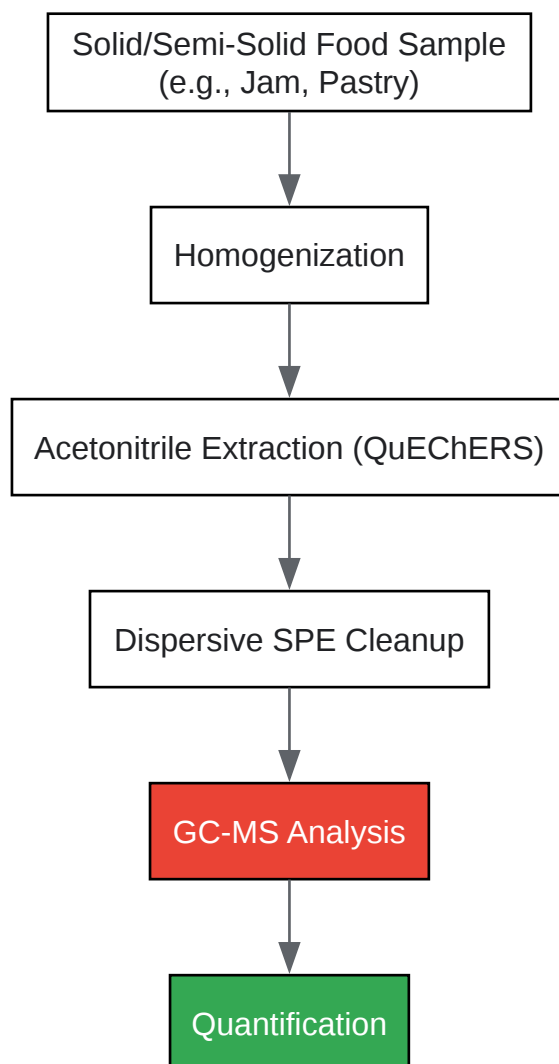 Solid/Semi-Solid Food Sample
(e.g., Jam, Pastry)
Homogenization
Acetonitrile Extraction (QuEChERS)
Dispersive SPE Cleanup
GC-MS Analysis
Quantification